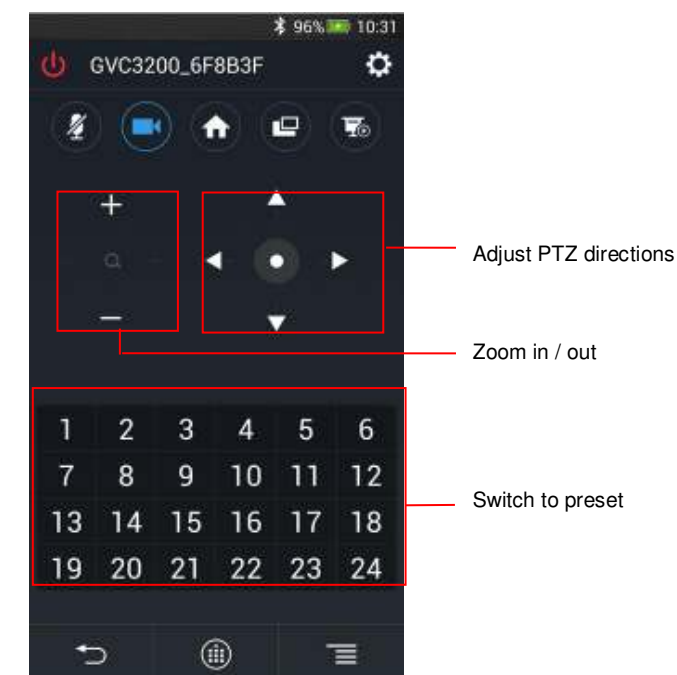 96% 10:31
GVC3200_6F8B3F
Adjust PTZ directions
Zoom in / out
1 2 3 4 5 6
7 8 9 10 11 12
Switch to preset
13 14 15 16 17 18
19 20 21 22 23 24